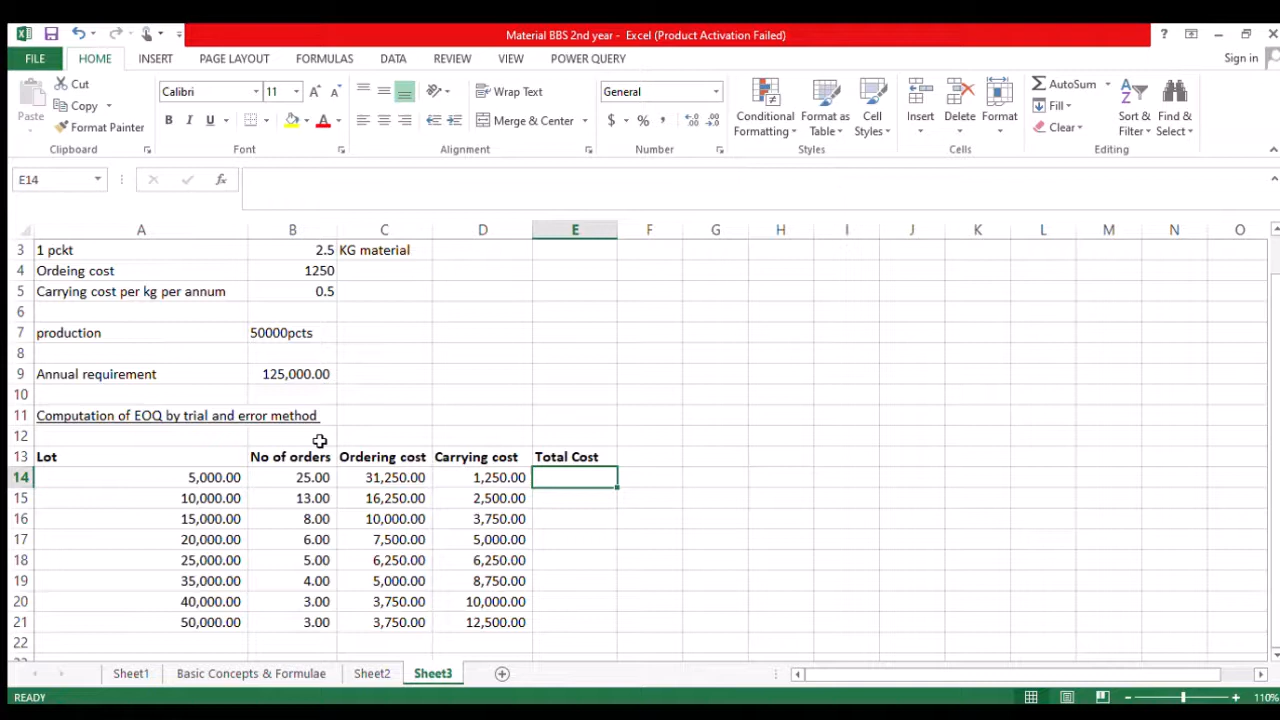 Material BBS 2nd year - Excel (Product Activation Failed)
Sign in
FILE HOME INSERT PAGE LAYOUT FORMULAS DATA REVIEW VIEW POWER QUERY
Paste Cut Copy Format Painter
Calibri 11
B I U
Wrap Text
Merge & Center
General
$ % ,
Conditional Formatting Format as Table Cell Styles
Insert Delete Format
AutoSum Fill Clear
Sort & Filter Find & Select
Clipboard Font Alignment Number Styles Cells Editing
E14 fx
A B C D E F G H I J K L M N O
3 1 pckt 2.5 KG material
4 Ordeing cost 1250
5 Carrying cost per kg per annum 0.5
6
7 production 50000pcts
8
9 Annual requirement 125,000.00
10
11 Computation of EOQ by trial and error method
12
13 Lot No of orders Ordering cost Carrying cost Total Cost
14 5,000.00 25.00 31,250.00 1,250.00
15 10,000.00 13.00 16,250.00 2,500.00
16 15,000.00 8.00 10,000.00 3,750.00
17 20,000.00 6.00 7,500.00 5,000.00
18 25,000.00 5.00 6,250.00 6,250.00
19 35,000.00 4.00 5,000.00 8,750.00
20 40,000.00 3.00 3,750.00 10,000.00
21 50,000.00 3.00 3,750.00 12,500.00
22
Sheet1 Basic Concepts & Formulae Sheet2 Sheet3
READY 110%